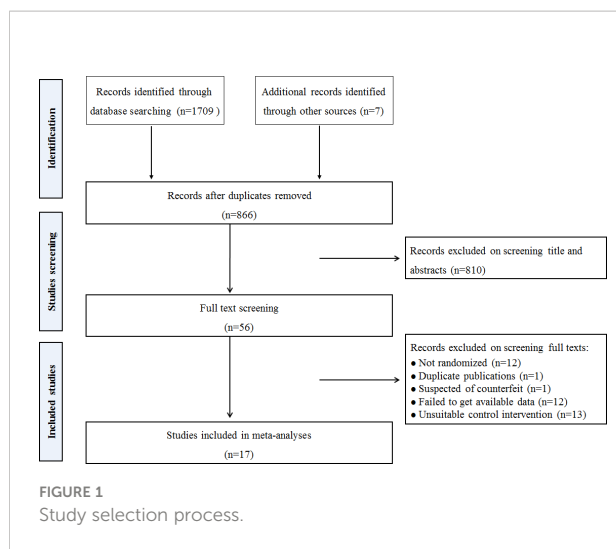 Identification
Records identified through
database searching (n=1709 )
Additional records identified
through other sources (n=7)
Records after duplicates removed
(n=866)
Studies screening
Records excluded on screening title and
abstracts (n=810)
Full text screening
(n=56)
Included studies
Records excluded on screening full texts:
● Not randomized (n=12)
● Duplicate publications (n=1)
● Suspected of counterfeit (n=1)
● Failed to get available data (n=12)
● Unsuitable control intervention (n=13)
Studies included in meta-analyses
(n=17)
FIGURE 1
Study selection process.